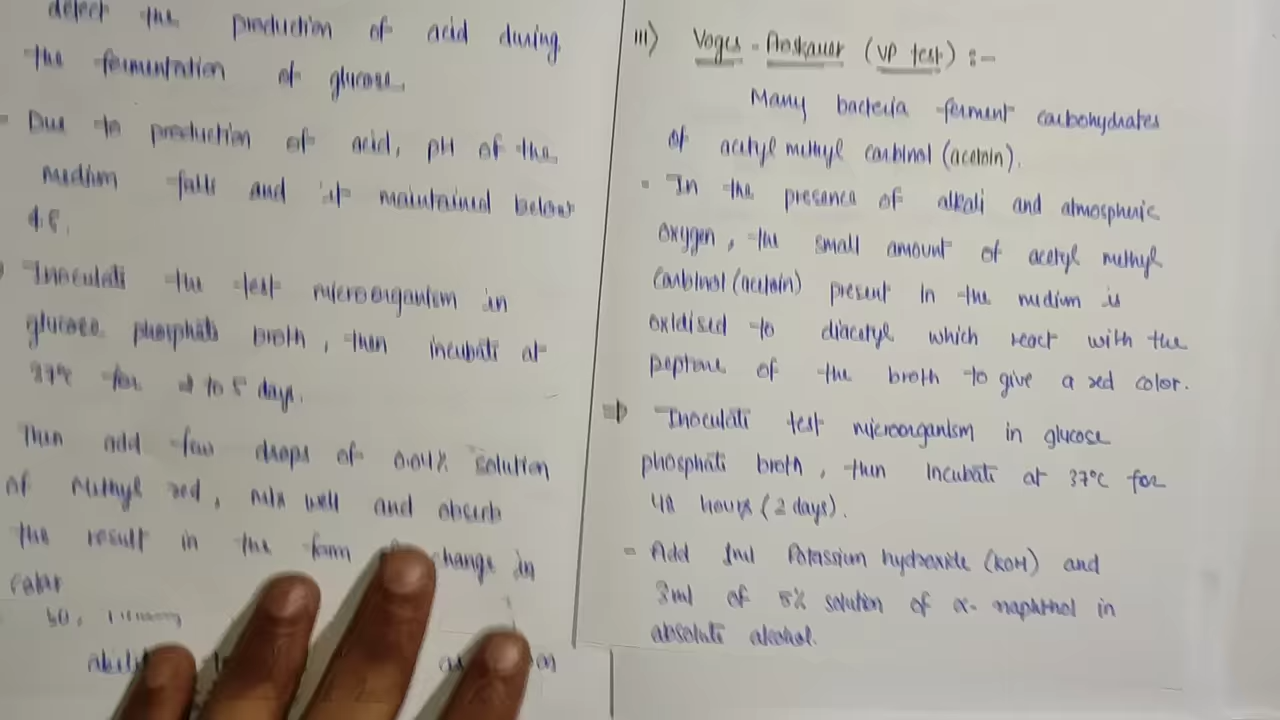 detect the production of acid during
the fermentation of glucose.
- Due to production of acid, pH of the
medium falls and it maintained below
4.5.
Inoculate the test microorganism in
glucose phosphate broth, then incubate at
37°C for 2 to 5 days.
Then add few drops of 0.04% solution
of Methyl red, mix well and observe
the result in the form change in
color
so,
iii) Voges - Proskauer (VP test) :-
Many bacteria ferment carbohydrates
of acetyl methyl carbinol (acetoin).
- In the presence of alkali and atmospheric
oxygen, the small amount of acetyl methyl
carbinol (acetoin) present in the medium is
oxidised to diacetyl which react with the
peptone of the broth to give a red color.
⇒ Inoculate test microorganism in glucose
phosphate broth, then incubate at 37°C for
48 hours (2 days).
- Add 1ml Potassium hydroxide (KOH) and
3ml of 5% solution of α- naphthol in
absolute alcohol.